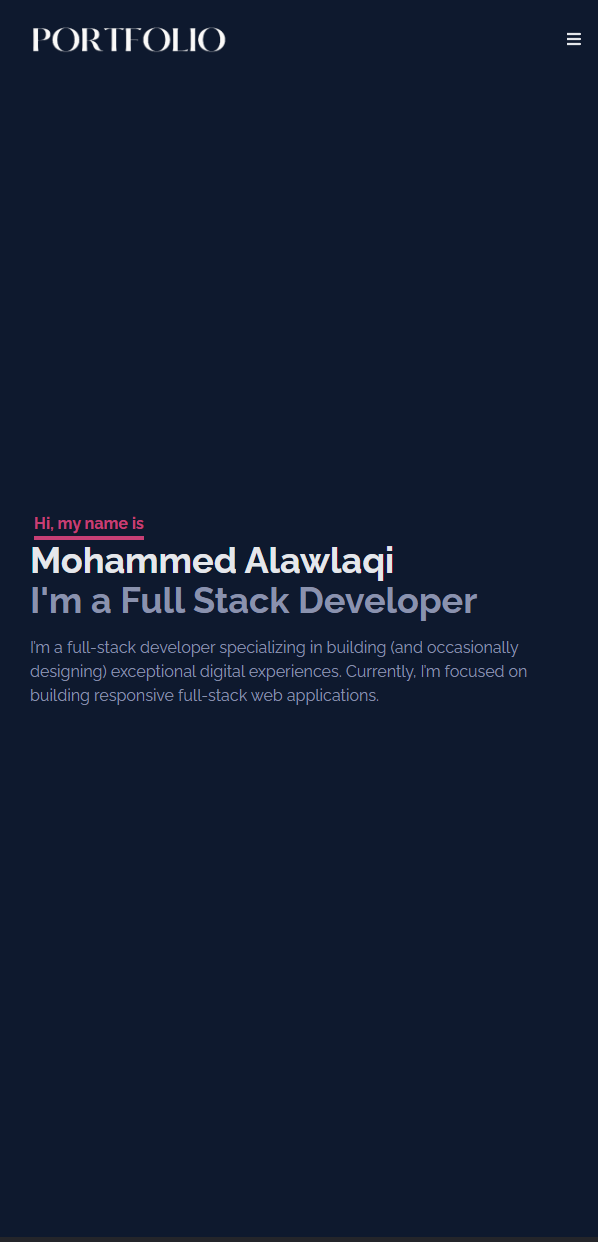 PORTFOLIO
Hi, my name is
Mohammed Alawlaqi
I'm a Full Stack Developer
I’m a full-stack developer specializing in building (and occasionally
designing) exceptional digital experiences. Currently, I’m focused on
building responsive full-stack web applications.